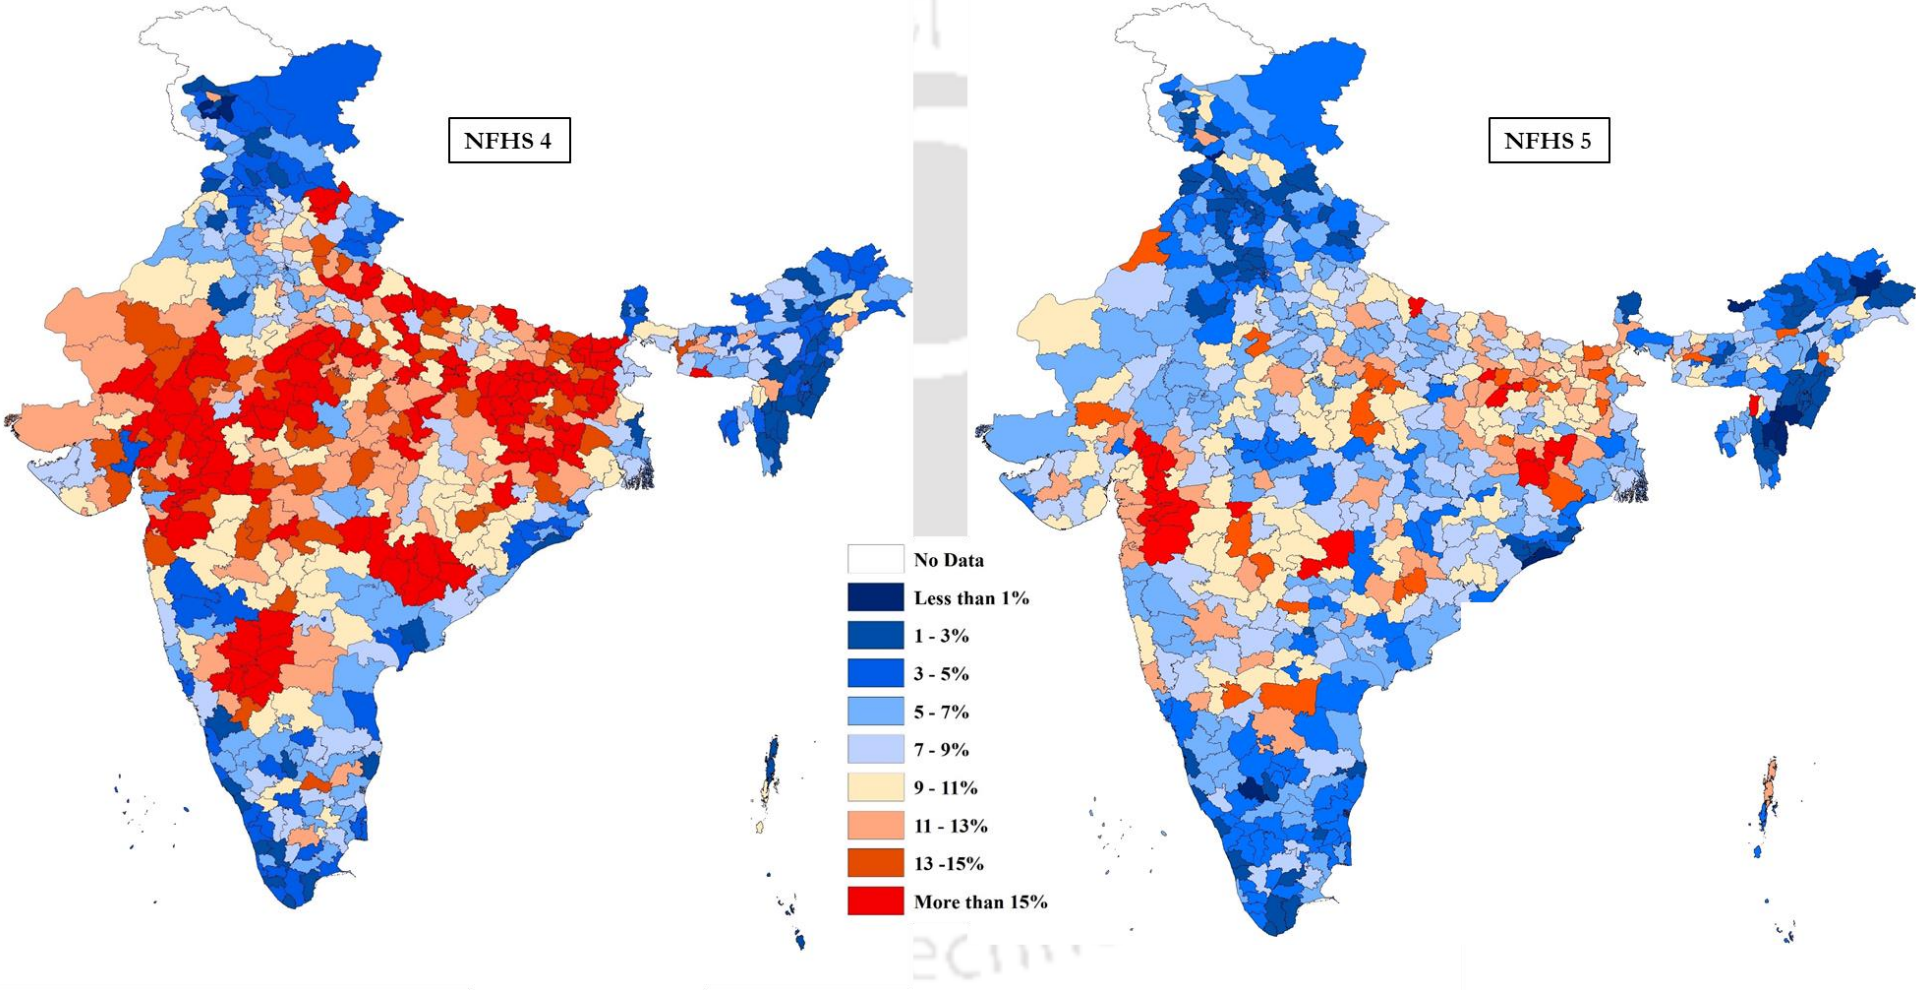 NFHS 4
NFHS 5
No Data
Less than 1%
1 - 3%
3 - 5%
5 - 7%
7 - 9%
9 - 11%
11 - 13%
13 -15%
More than 15%